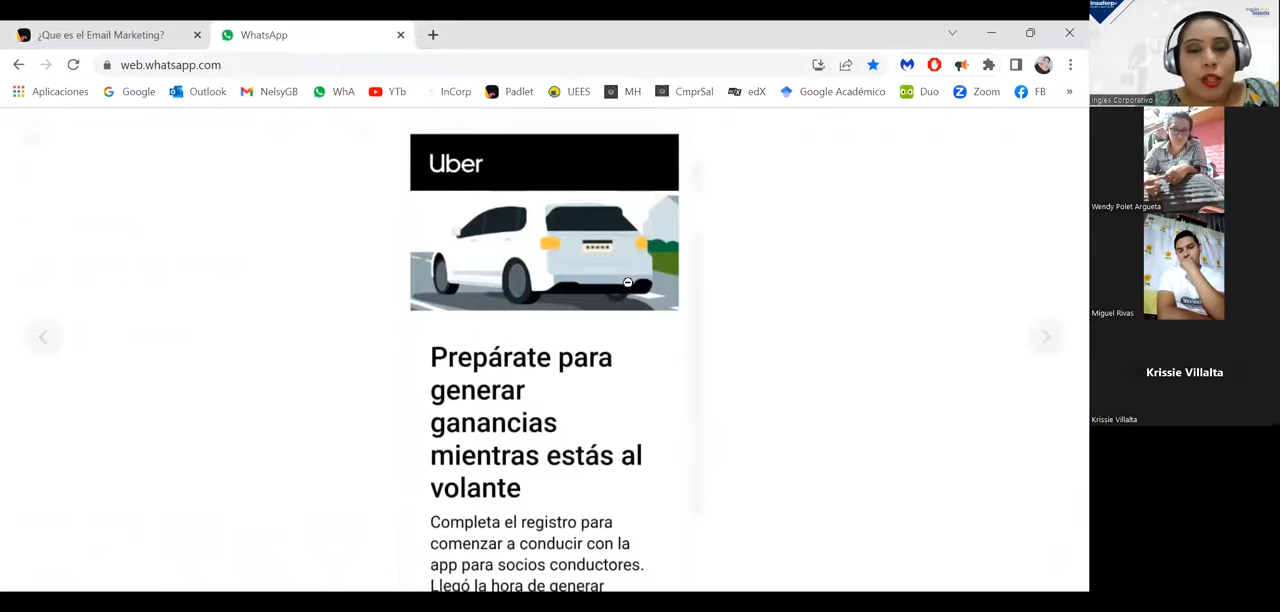 ¿Que es el Email Marketing?
WhatsApp
web.whatsapp.com
Aplicaciones
Google
Outlook
NelsyGB
WhA
YTb
InCorp
Padlet
UEES
MH
CmprSal
edX
Google Académico
Duo
Zoom
FB
»
Uber
Prepárate para
generar
ganancias
mientras estás al
volante
Completa el registro para
comenzar a conducir con la
app para socios conductores.
Llegó la hora de generar
Insaforp
Ingles Corporativo
Wendy Polet Argueta
Miguel Rivas
Krissie Villalta
Krissie Villalta